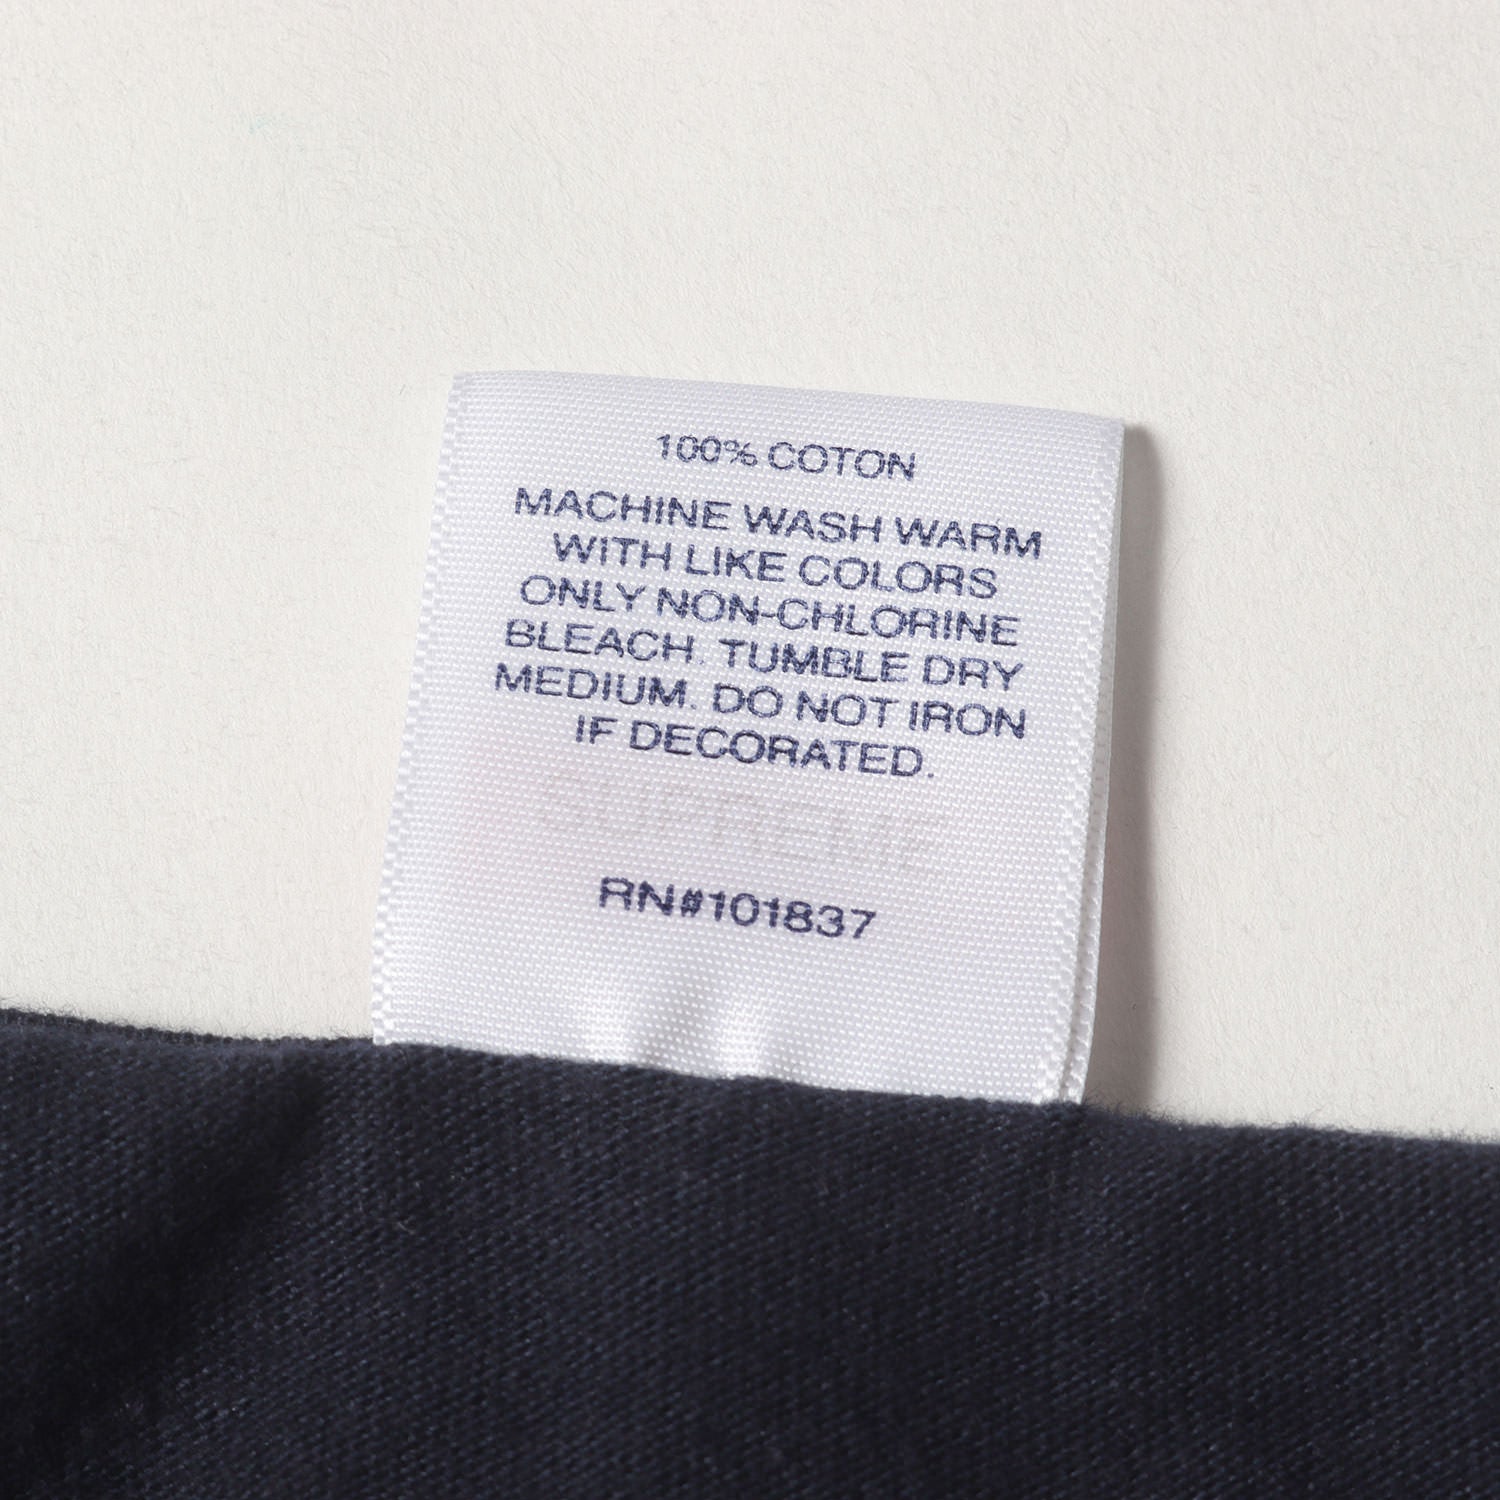 100% COTON
MACHINE WASH WARM
WITH LIKE COLORS
ONLY NON-CHLORINE
BLEACH. TUMBLE DRY
MEDIUM. DO NOT IRON
IF DECORATED.
RN#101837